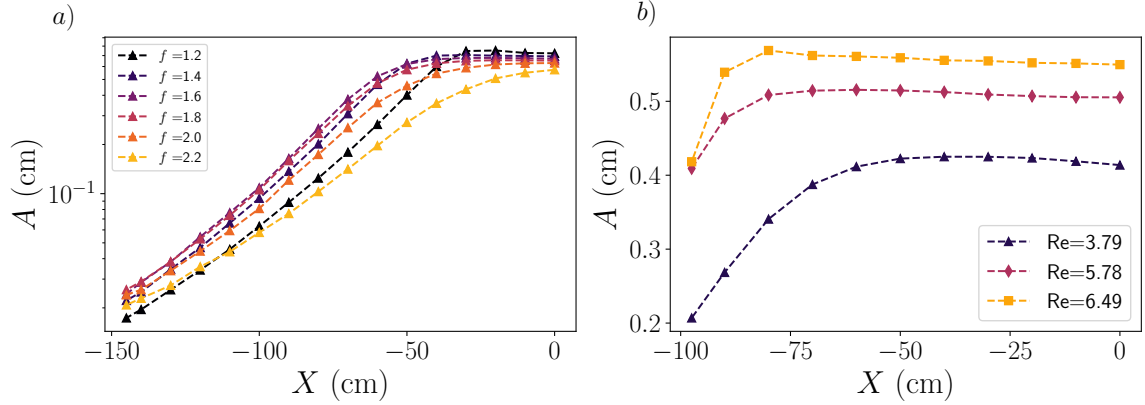 a)
f =1.2
f =1.4
f =1.6
f =1.8
f =2.0
f =2.2
10⁻¹
A (cm)
−150
−100
−50
0
X (cm)
b)
0.5
0.4
0.3
0.2
A (cm)
Re=3.79
Re=5.78
Re=6.49
−100
−75
−50
−25
0
X (cm)